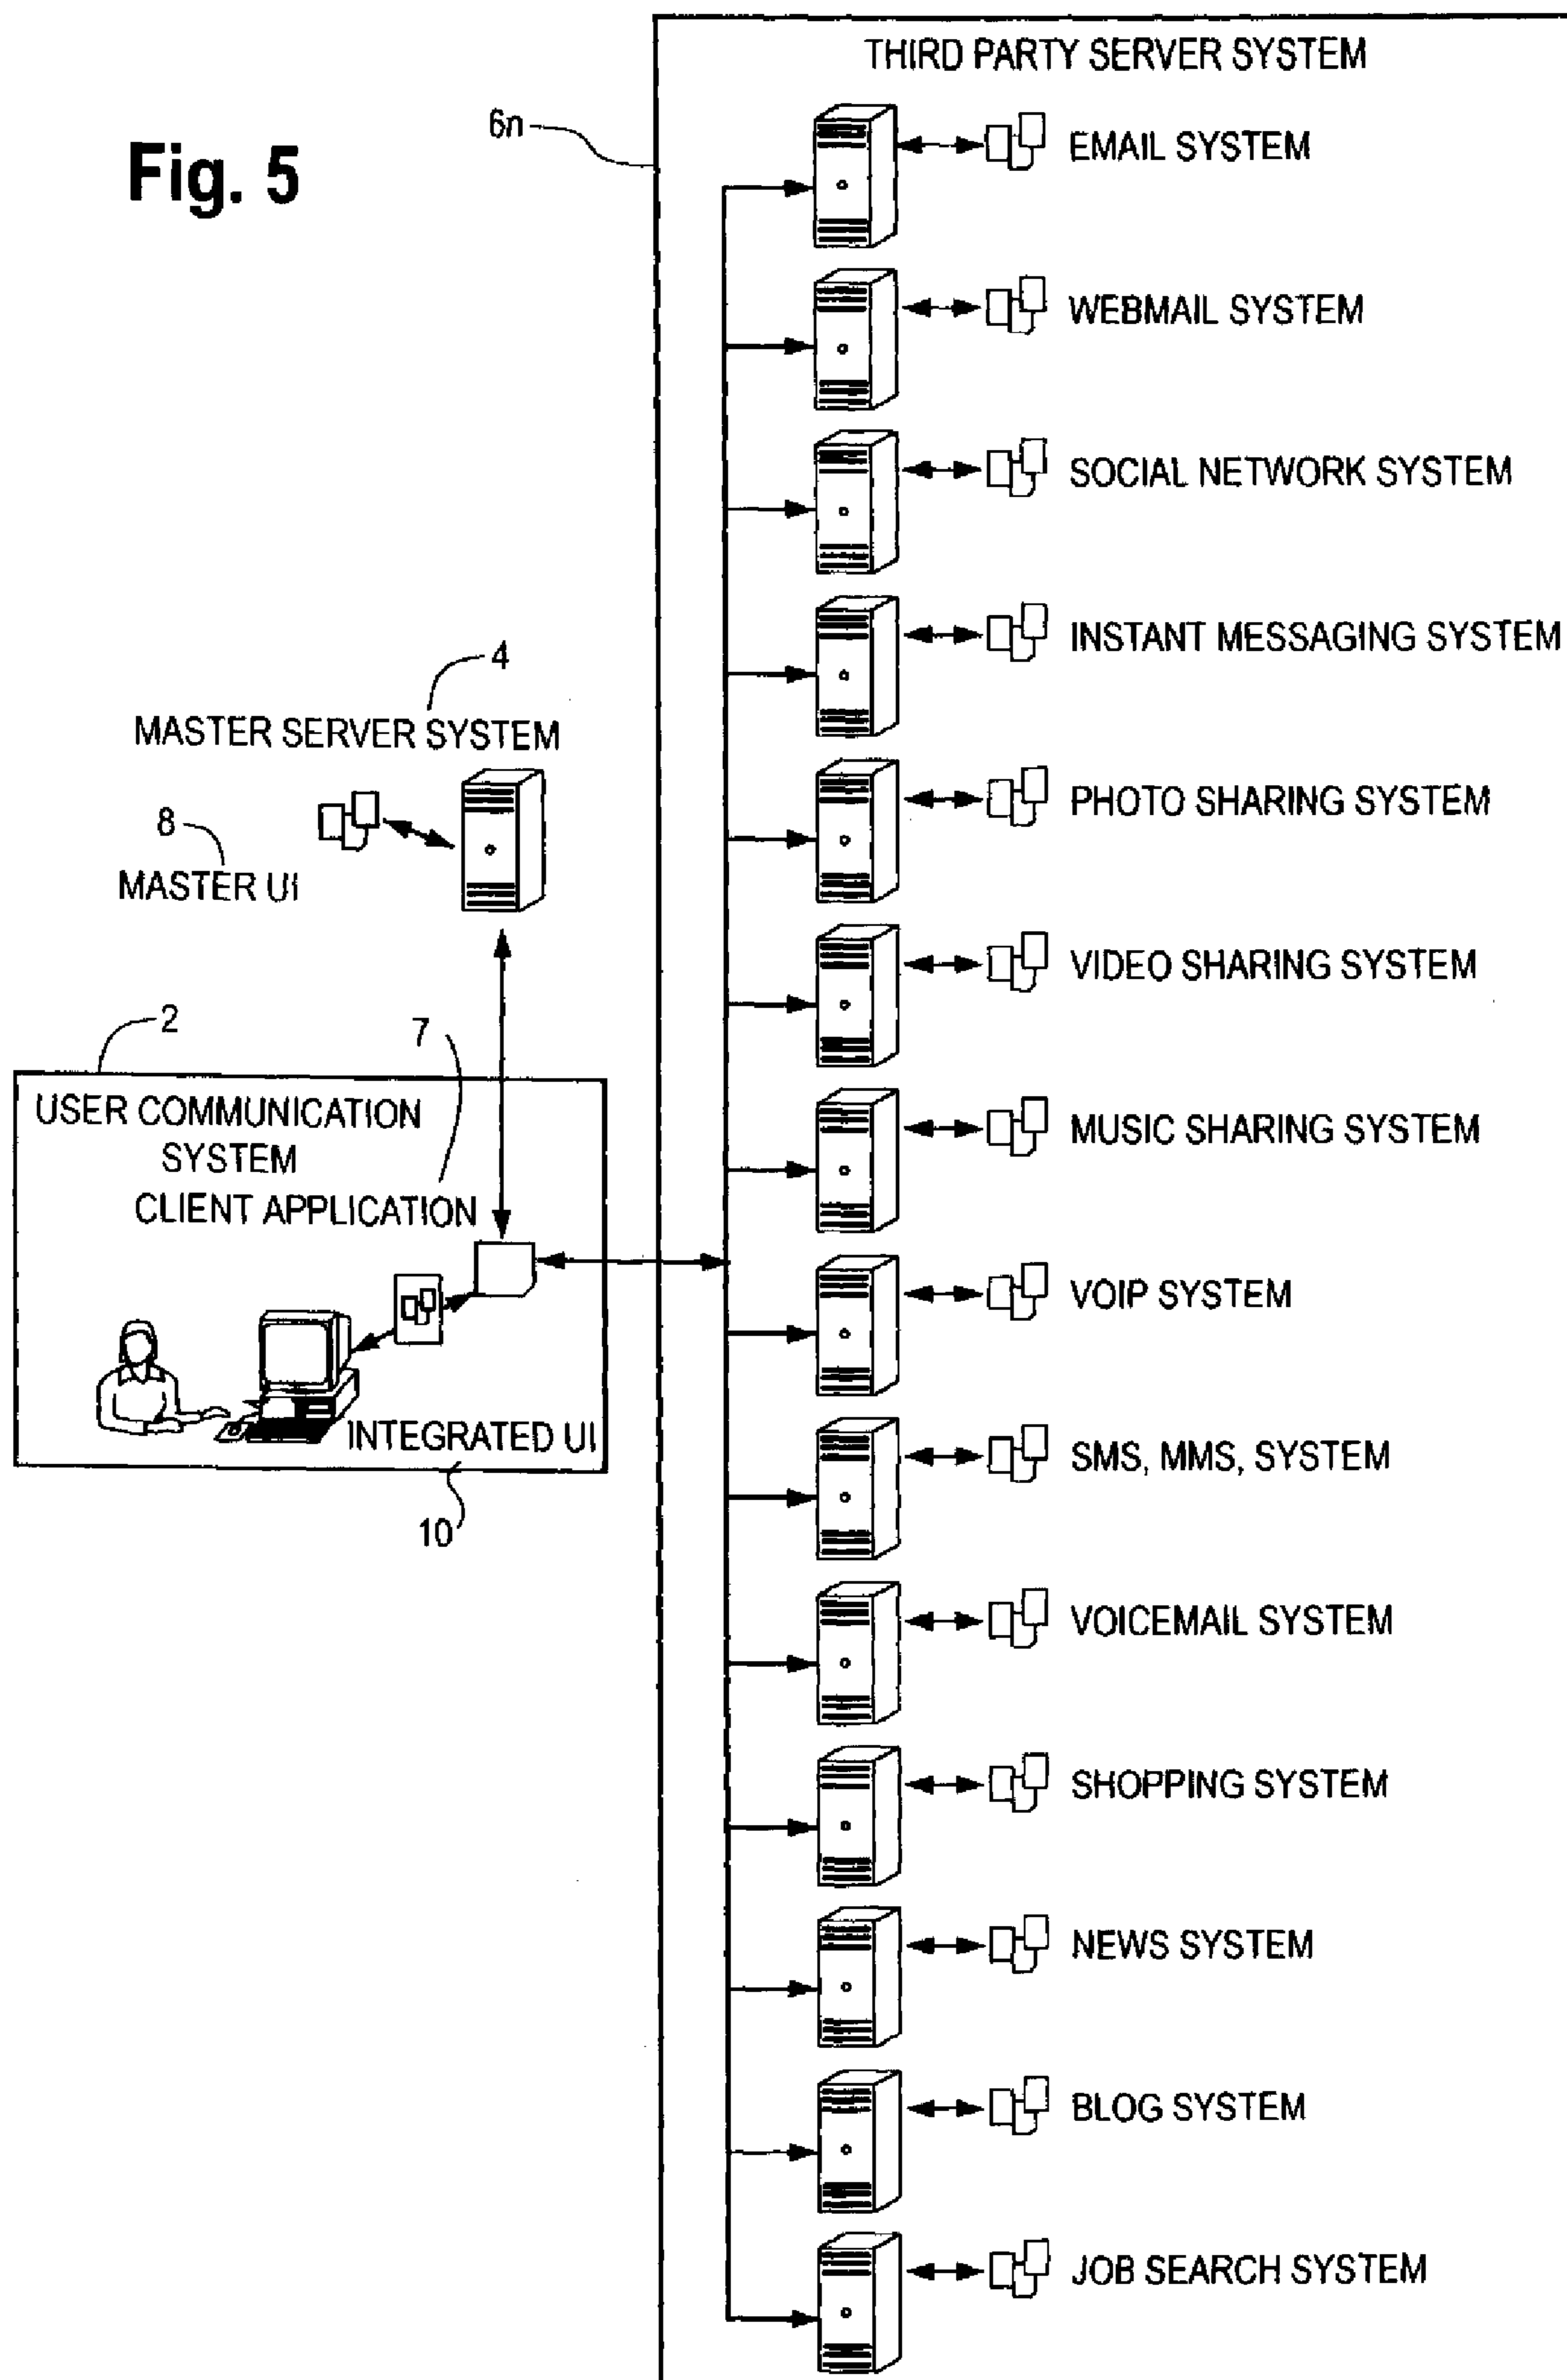 Fig. 5
THIRD PARTY SERVER SYSTEM
6n
EMAIL SYSTEM
WEBMAIL SYSTEM
SOCIAL NETWORK SYSTEM
INSTANT MESSAGING SYSTEM
PHOTO SHARING SYSTEM
VIDEO SHARING SYSTEM
MUSIC SHARING SYSTEM
VOIP SYSTEM
SMS, MMS, SYSTEM
VOICEMAIL SYSTEM
SHOPPING SYSTEM
NEWS SYSTEM
BLOG SYSTEM
JOB SEARCH SYSTEM
4
MASTER SERVER SYSTEM
8
MASTER UI
2
7
USER COMMUNICATION
SYSTEM
CLIENT APPLICATION
INTEGRATED UI
10